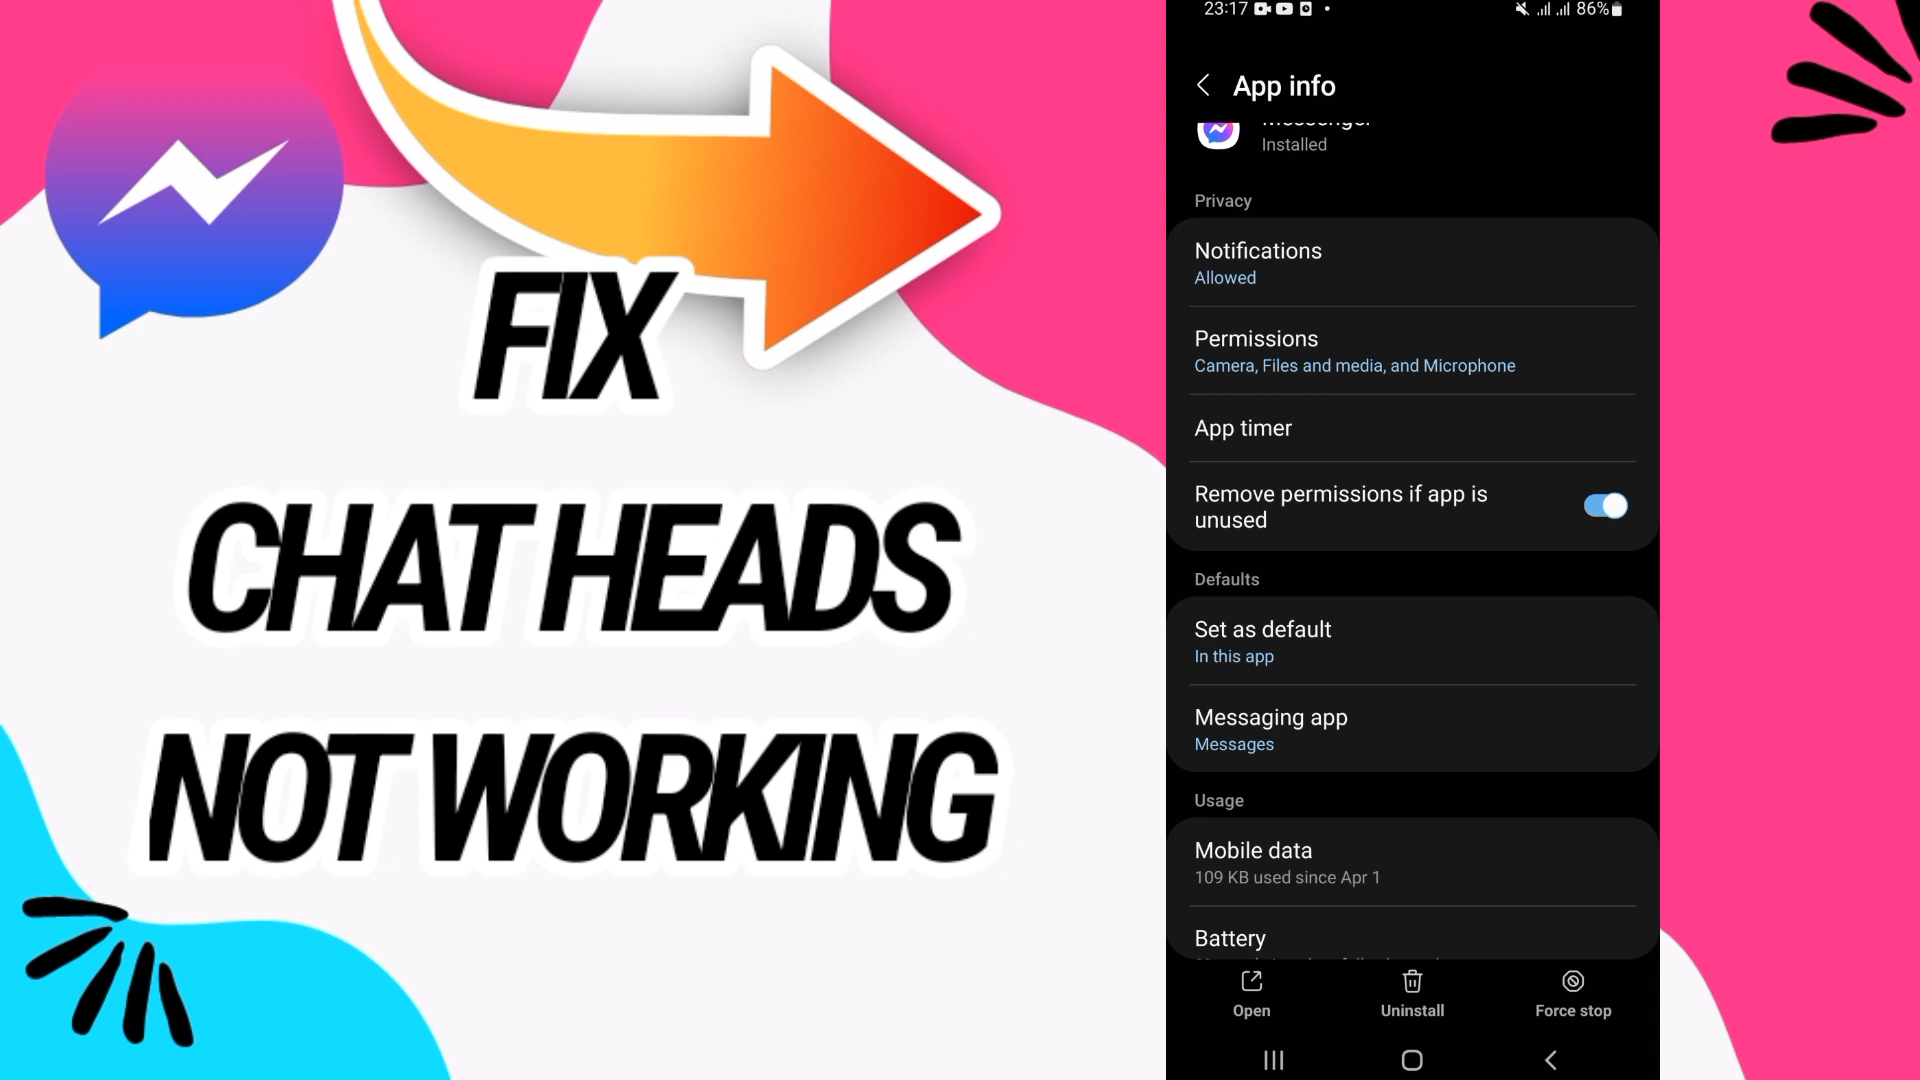 FIX
CHAT HEADS
NOT WORKING
23:17
86%
App info
Messenger
Installed
Privacy
Notifications
Allowed
Permissions
Camera, Files and media, and Microphone
App timer
Remove permissions if app is
unused
Defaults
Set as default
In this app
Messaging app
Messages
Usage
Mobile data
109 KB used since Apr 1
Battery
Open
Uninstall
Force stop